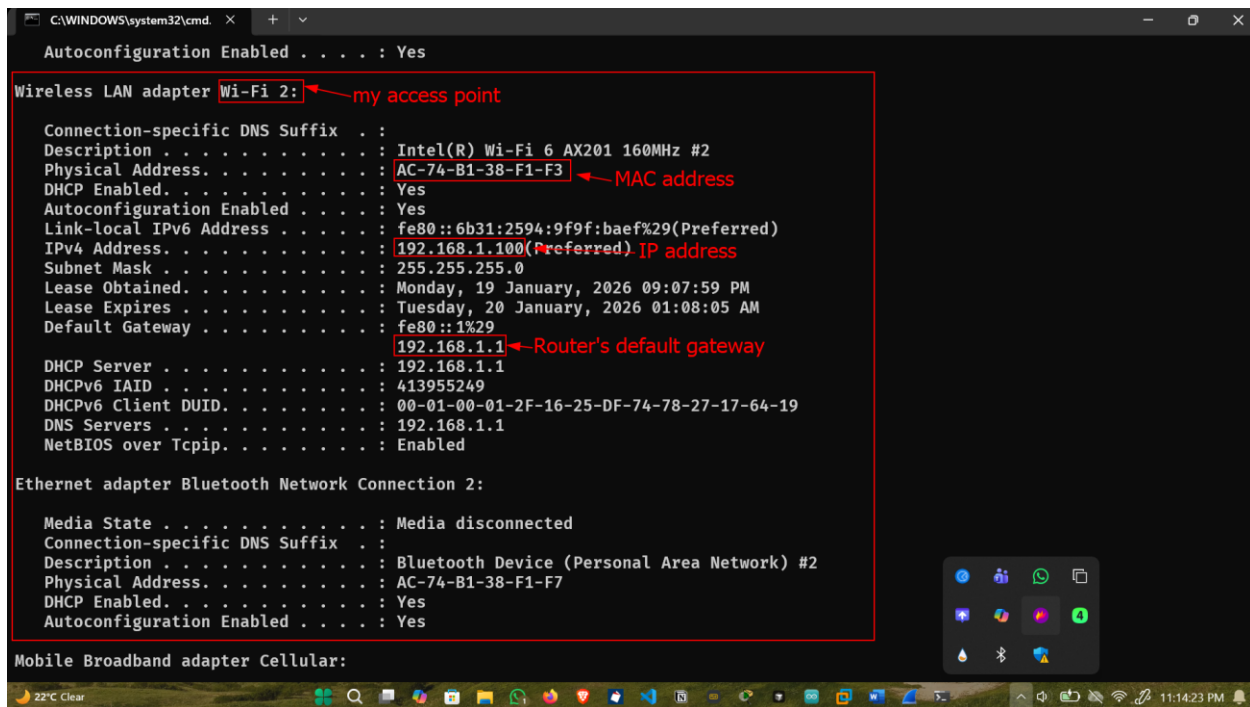 C:\WINDOWS\system32\cmd.
Autoconfiguration Enabled . . . . : Yes
Wireless LAN adapter Wi-Fi 2: my access point
Connection-specific DNS Suffix . :
Description . . . . . . . . . . . : Intel(R) Wi-Fi 6 AX201 160MHz #2
Physical Address. . . . . . . . . : AC-74-B1-38-F1-F3 MAC address
DHCP Enabled. . . . . . . . . . . : Yes
Autoconfiguration Enabled . . . . : Yes
Link-local IPv6 Address . . . . . : fe80::6b31:2594:9f9f:baef%29(Preferred)
IPv4 Address. . . . . . . . . . . : 192.168.1.100(Preferred) IP address
Subnet Mask . . . . . . . . . . . : 255.255.255.0
Lease Obtained. . . . . . . . . . : Monday, 19 January, 2026 09:07:59 PM
Lease Expires . . . . . . . . . . : Tuesday, 20 January, 2026 01:08:05 AM
Default Gateway . . . . . . . . . : fe80::1%29
192.168.1.1 Router's default gateway
DHCP Server . . . . . . . . . . . : 192.168.1.1
DHCPv6 IAID . . . . . . . . . . . : 413955249
DHCPv6 Client DUID. . . . . . . . : 00-01-00-01-2F-16-25-DF-74-78-27-17-64-19
DNS Servers . . . . . . . . . . . : 192.168.1.1
NetBIOS over Tcpip. . . . . . . . : Enabled
Ethernet adapter Bluetooth Network Connection 2:
Media State . . . . . . . . . . . : Media disconnected
Connection-specific DNS Suffix . :
Description . . . . . . . . . . . : Bluetooth Device (Personal Area Network) #2
Physical Address. . . . . . . . . : AC-74-B1-38-F1-F7
DHCP Enabled. . . . . . . . . . . : Yes
Autoconfiguration Enabled . . . . : Yes
Mobile Broadband adapter Cellular:
4
22°C Clear
11:14:23 PM